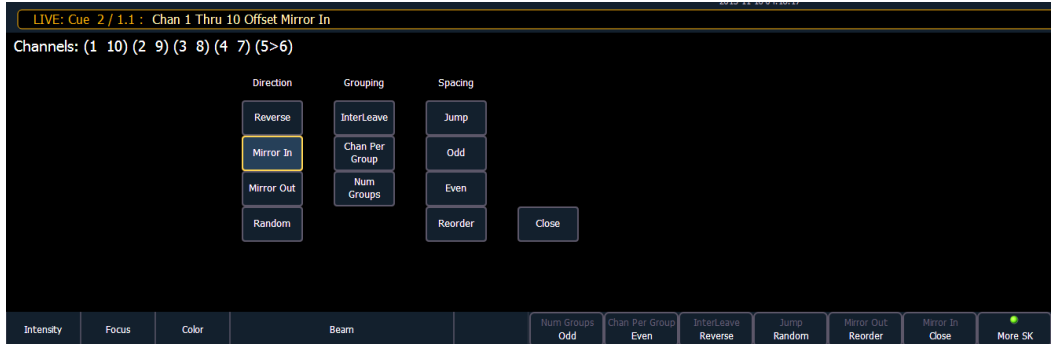 LIVE: Cue 2 / 1.1 : Chan 1 Thru 10 Offset Mirror In
Channels: (1 10) (2 9) (3 8) (4 7) (5>6)
Direction Grouping Spacing
Reverse InterLeave Jump
Mirror In Chan Per Group Odd
Mirror Out Num Groups Even
Random Reorder Close
Intensity Focus Color Beam
Num Groups Chan Per Group InterLeave Jump Mirror Out Mirror In
Odd Even Reverse Random Reorder Close More SK